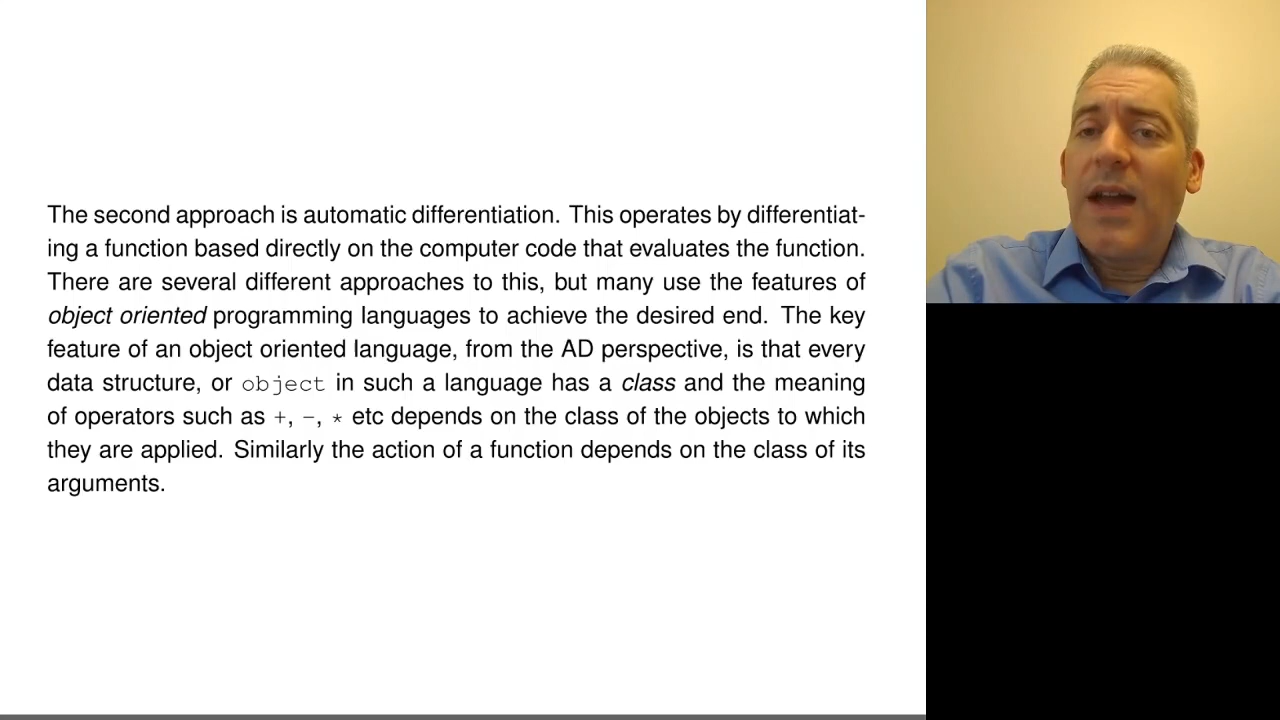 The second approach is automatic differentiation. This operates by differentiat-
ing a function based directly on the computer code that evaluates the function.
There are several different approaches to this, but many use the features of
object oriented programming languages to achieve the desired end. The key
feature of an object oriented language, from the AD perspective, is that every
data structure, or object in such a language has a class and the meaning
of operators such as +, -, * etc depends on the class of the objects to which
they are applied. Similarly the action of a function depends on the class of its
arguments.